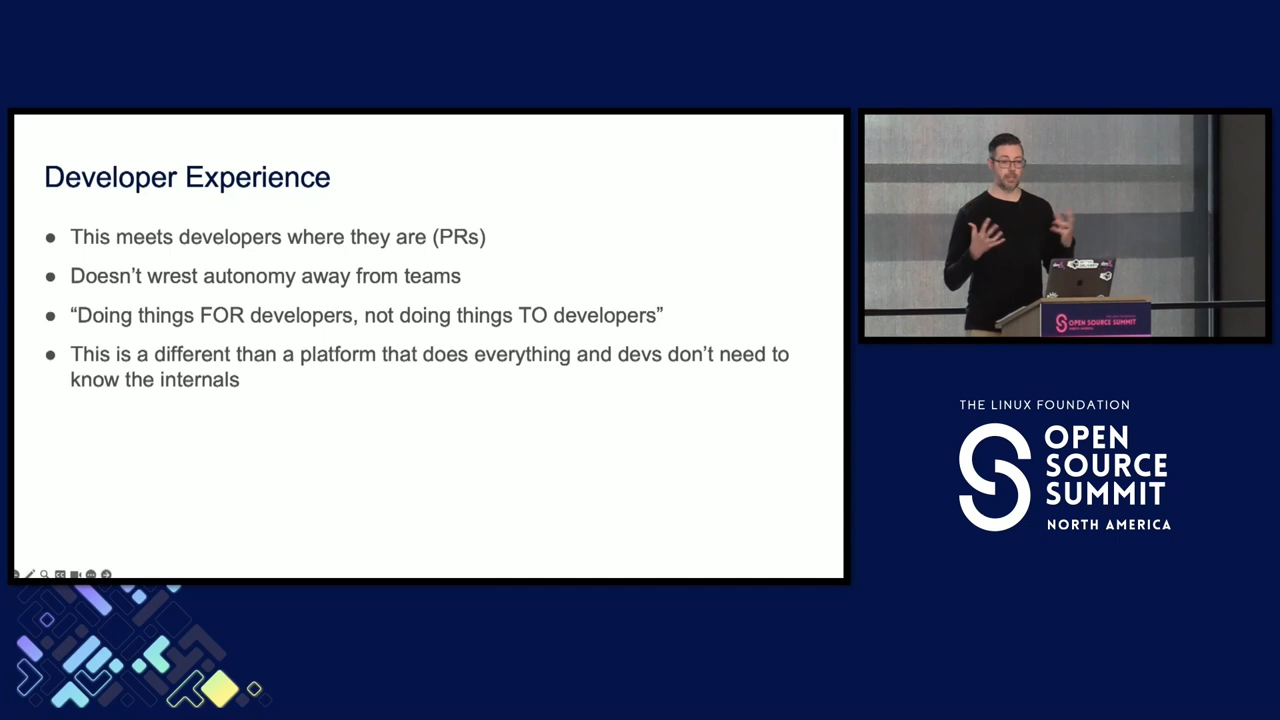 Developer Experience
● This meets developers where they are (PRs)
● Doesn’t wrest autonomy away from teams
● “Doing things FOR developers, not doing things TO developers”
● This is a different than a platform that does everything and devs don’t need to
know the internals
OPEN SOURCE SUMMIT
THE LINUX FOUNDATION
OPEN
SOURCE
SUMMIT
NORTH AMERICA